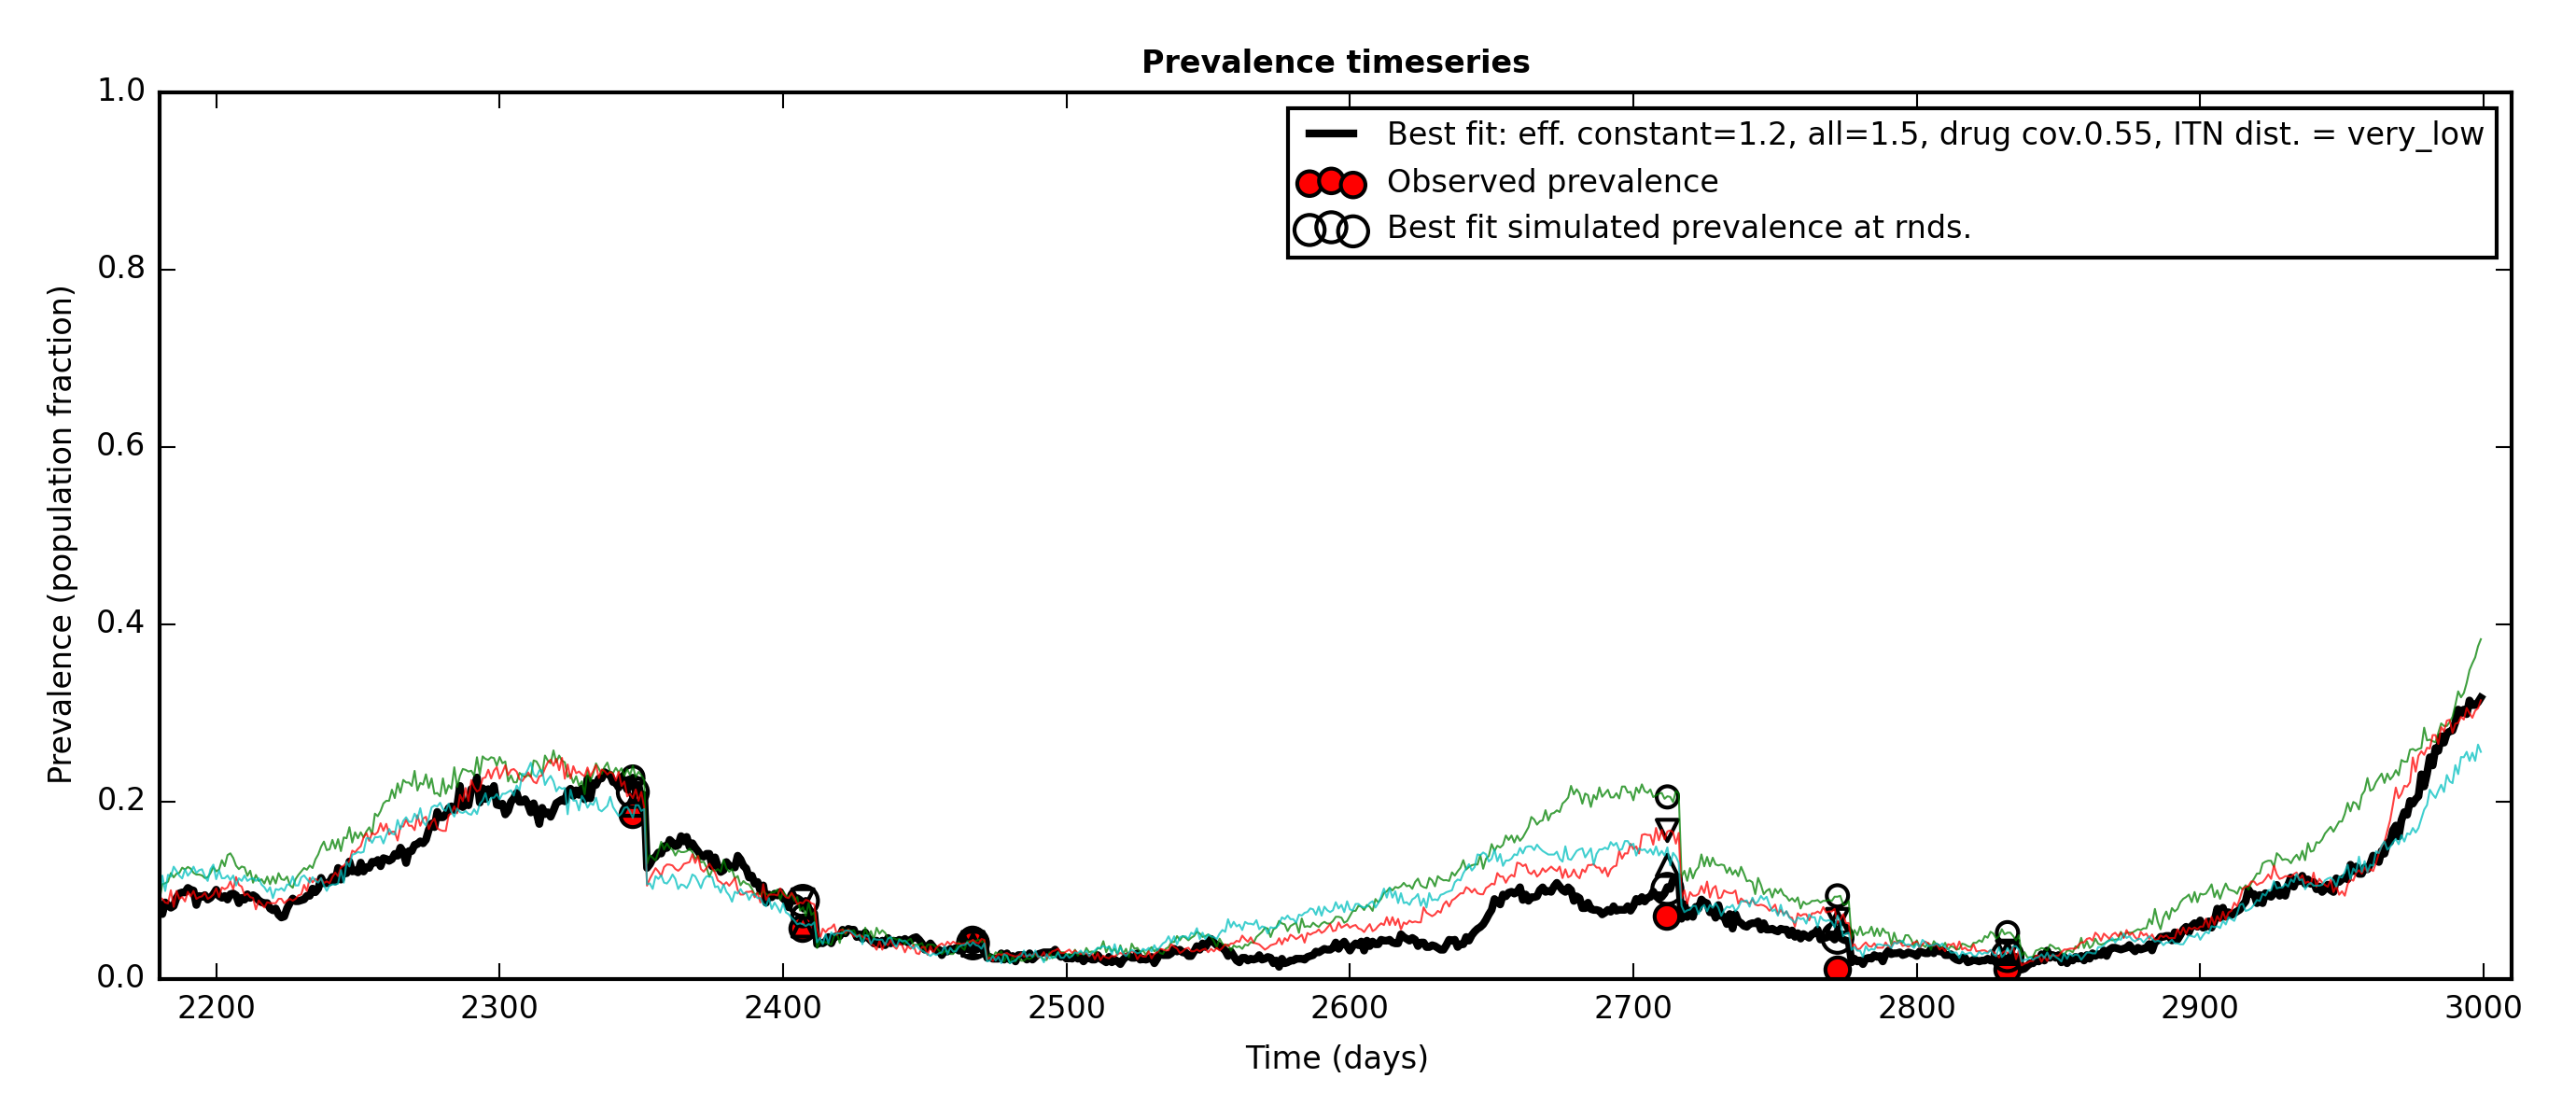 Prevalence timeseries
Best fit: eff. constant=1.2, all=1.5, drug cov.0.55, ITN dist. = very_low
Observed prevalence
Best fit simulated prevalence at rnds.
Prevalence (population fraction)
1.0
0.8
0.6
0.4
0.2
0.0
2200 2300 2400 2500 2600 2700 2800 2900 3000
Time (days)